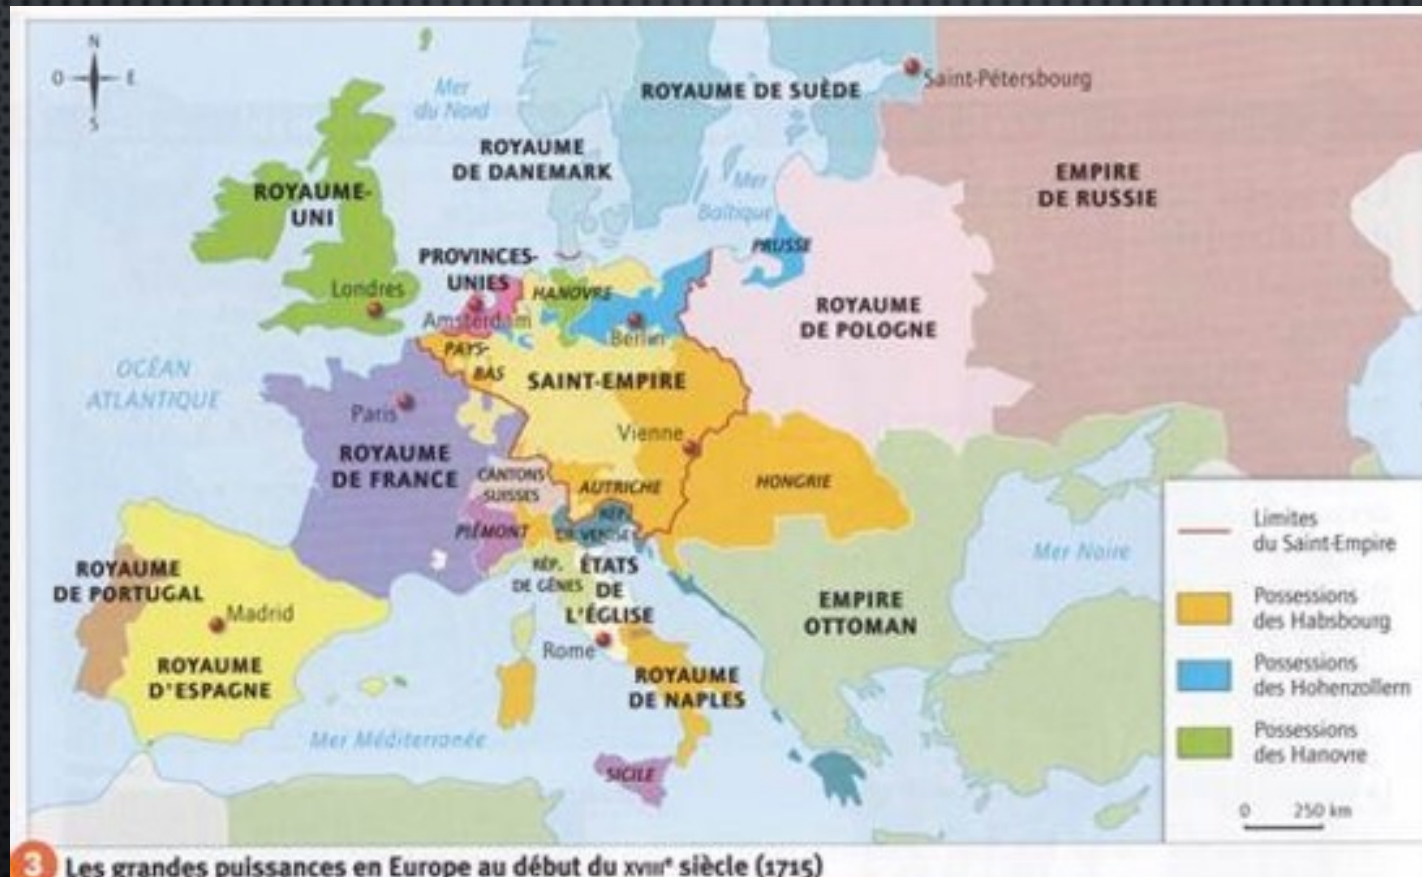 N
O
E
S
Mer
du Nord
ROYAUME DE SUÈDE
Saint-Pétersbourg
ROYAUME
DE DANEMARK
EMPIRE
DE RUSSIE
ROYAUME-
UNI
Mer
Baltique
PRUSSE
PROVINCES-
UNIES
HANOVRE
Londres
Amsterdam
Berlin
ROYAUME
DE POLOGNE
PAYS-
BAS
SAINT-EMPIRE
OCÉAN
ATLANTIQUE
Paris
Vienne
ROYAUME
DE FRANCE
CANTONS
SUISSES
AUTRICHE
HONGRIE
PIÉMONT
RÉP.
DE VENISE
RÉP.
DE GÊNES
ÉTATS
DE
L'ÉGLISE
Mer Noire
ROYAUME
DE PORTUGAL
Madrid
EMPIRE
OTTOMAN
Rome
ROYAUME
D'ESPAGNE
ROYAUME
DE NAPLES
Mer Méditerranée
SICILE
Limites
du Saint-Empire
Possessions
des Habsbourg
Possessions
des Hohenzollern
Possessions
des Hanovre
0 250 km
3 Les grandes puissances en Europe au début du XVIIIe siècle (1715)